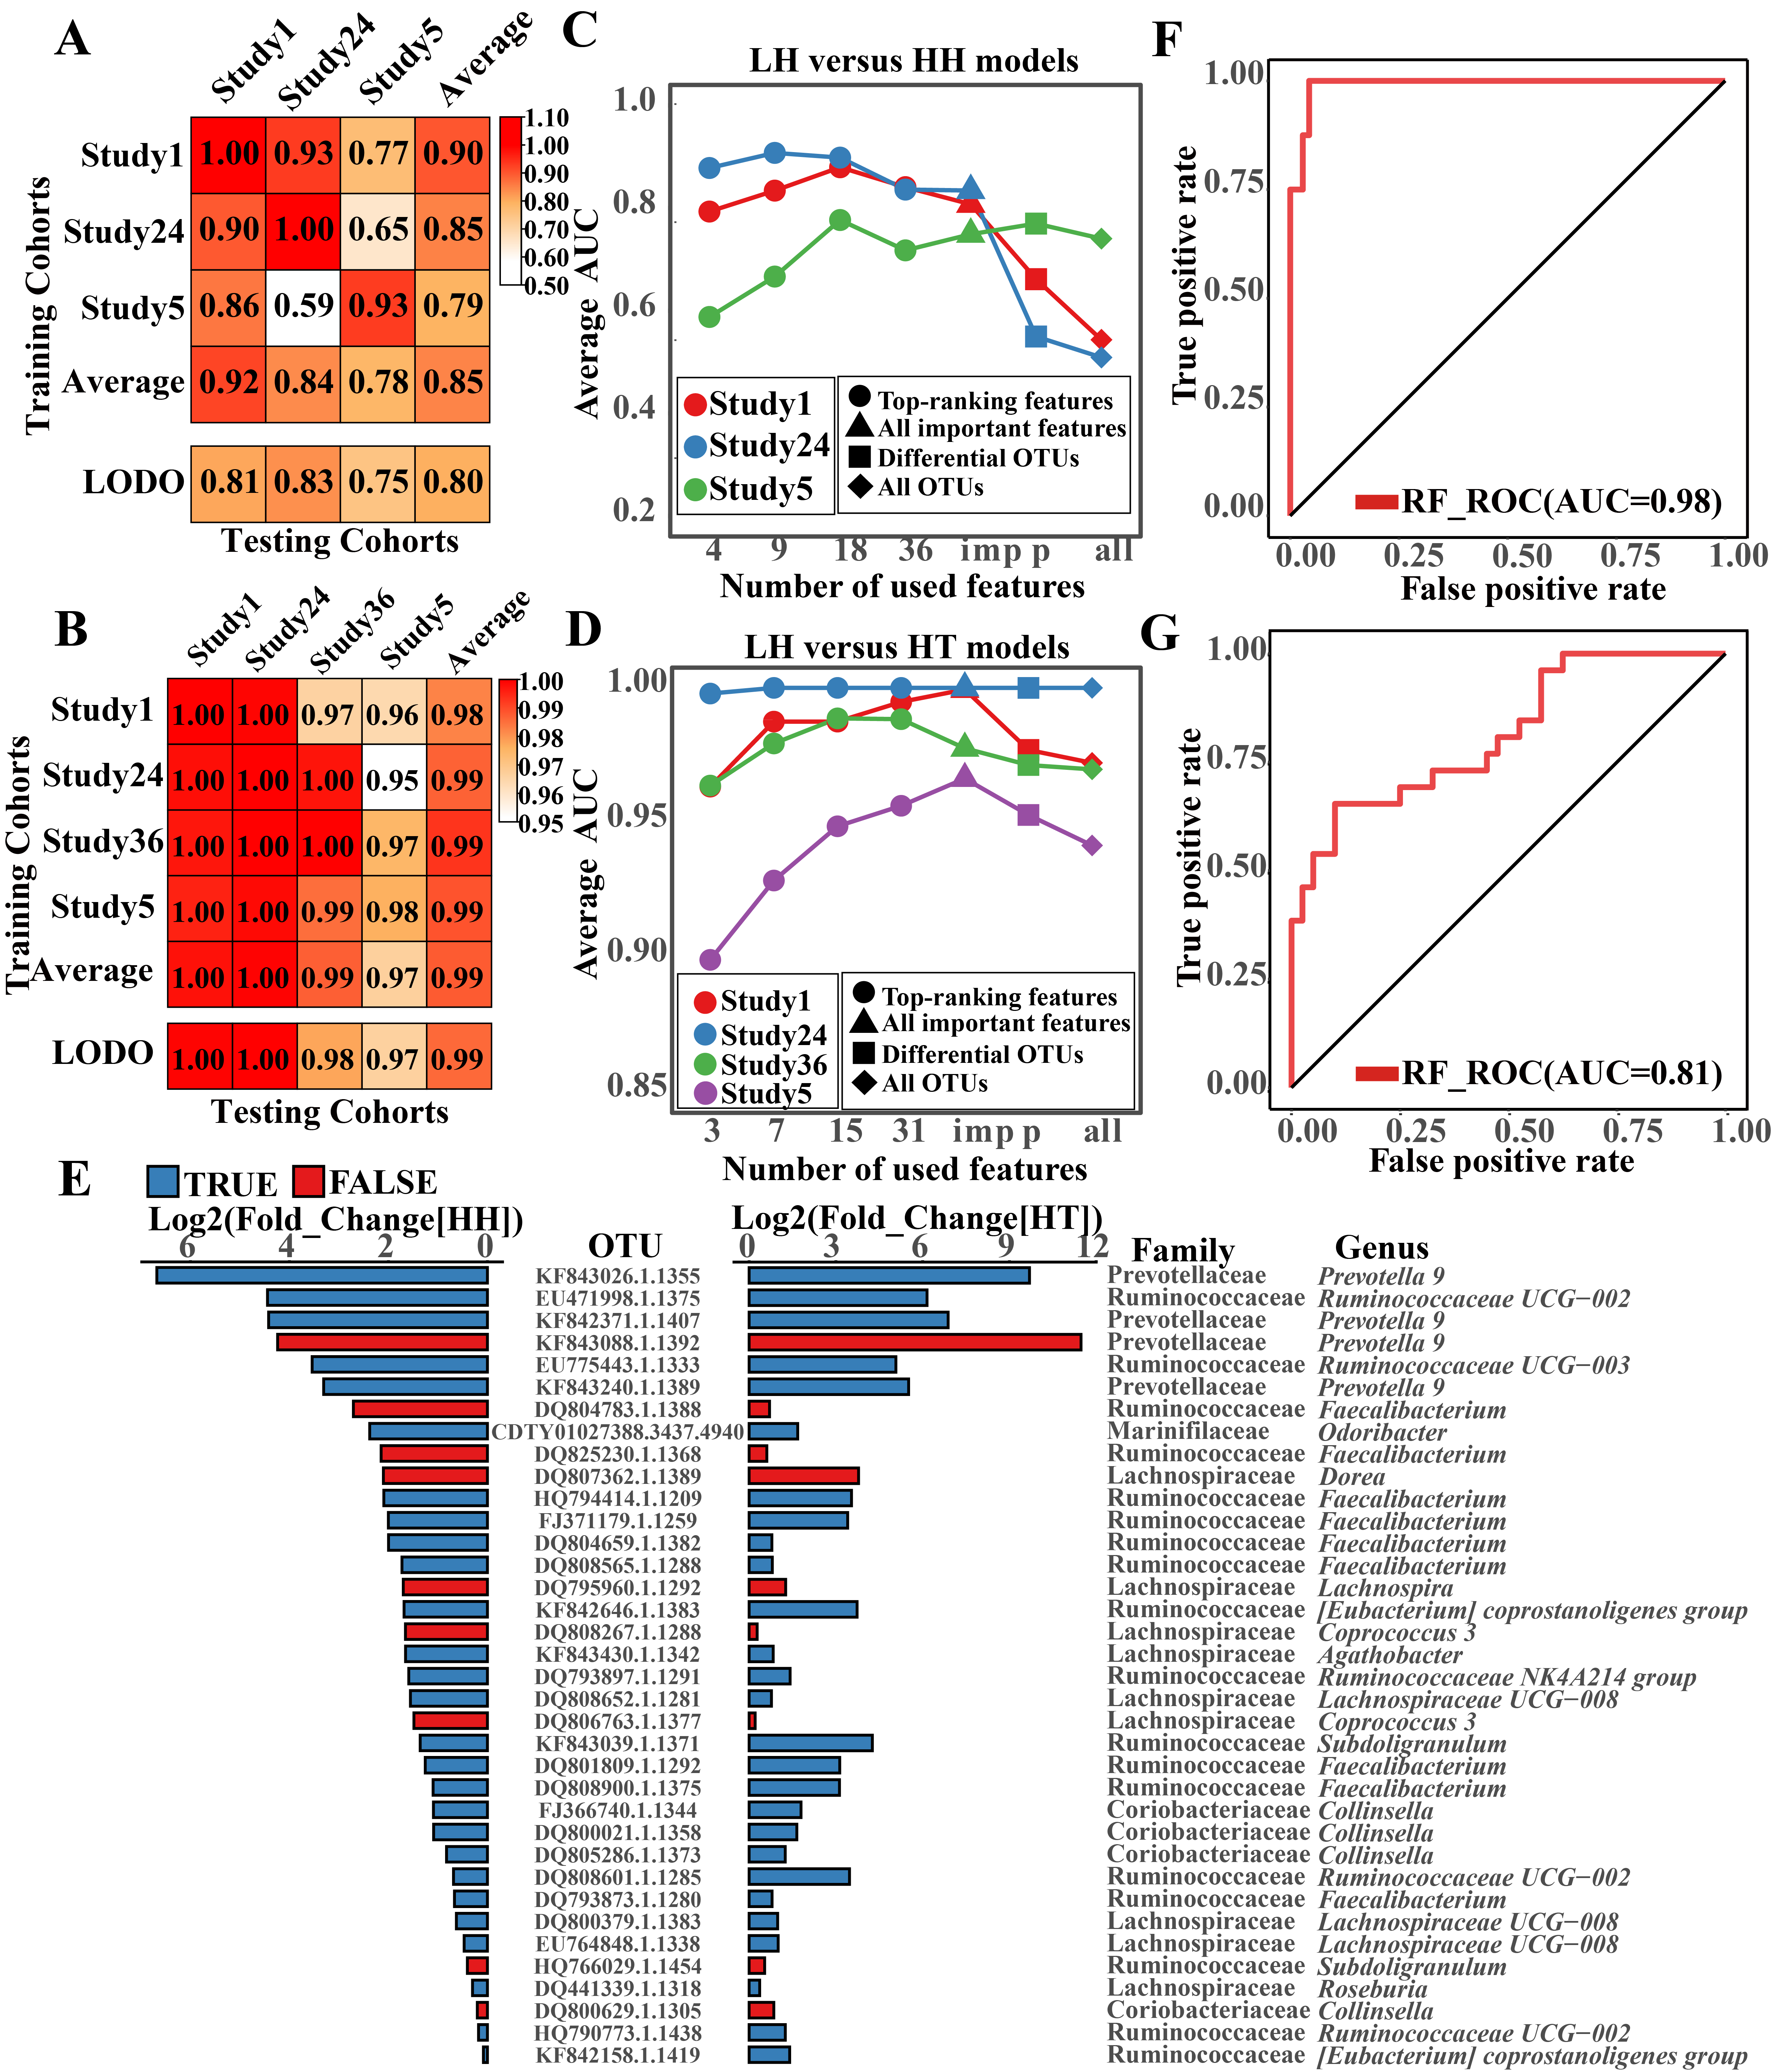 A
Study1
Study24
Study5
Average
1.10
1.00
0.90
0.80
0.70
0.60
0.50
Training Cohorts
Study1 1.00 0.93 0.77 0.90
Study24 0.90 1.00 0.65 0.85
Study5 0.86 0.59 0.93 0.79
Average 0.92 0.84 0.78 0.85
LODO 0.81 0.83 0.75 0.80
Testing Cohorts
B
Study1
Study24
Study36
Study5
Average
1.00
0.99
0.98
0.97
0.96
0.95
Training Cohorts
Study1 1.00 1.00 0.97 0.96 0.98
Study24 1.00 1.00 1.00 0.95 0.99
Study36 1.00 1.00 1.00 0.97 0.99
Study5 1.00 1.00 0.99 0.98 0.99
Average 1.00 1.00 0.99 0.97 0.99
LODO 1.00 1.00 0.98 0.97 0.99
Testing Cohorts
C
LH versus HH models
Average AUC
1.0
0.8
0.6
0.4
0.2
Study1
Study24
Study5
Top-ranking features
All important features
Differential OTUs
All OTUs
4 9 18 36 imp p all
Number of used features
D
LH versus HT models
Average AUC
1.00
0.95
0.90
0.85
Study1
Study24
Study36
Study5
Top-ranking features
All important features
Differential OTUs
All OTUs
3 7 15 31 imp p all
Number of used features
F
True positive rate
1.00
0.75
0.50
0.25
0.00
RF_ROC(AUC=0.98)
0.00 0.25 0.50 0.75 1.00
False positive rate
G
True positive rate
1.00
0.75
0.50
0.25
0.00
RF_ROC(AUC=0.81)
0.00 0.25 0.50 0.75 1.00
False positive rate
E
TRUE FALSE
Log2(Fold_Change[HH]) Log2(Fold_Change[HT])
6 4 2 0 OTU 0 3 6 9 12 Family Genus
KF843026.1.1355 Prevotellaceae Prevotella 9
EU471998.1.1375 Ruminococcaceae Ruminococcaceae UCG−002
KF842371.1.1407 Prevotellaceae Prevotella 9
KF843088.1.1392 Prevotellaceae Prevotella 9
EU775443.1.1333 Ruminococcaceae Ruminococcaceae UCG−003
KF843240.1.1389 Prevotellaceae Prevotella 9
DQ804783.1.1388 Ruminococcaceae Faecalibacterium
CDTY01027388.3437.4940 Marinifilaceae Odoribacter
DQ825230.1.1368 Ruminococcaceae Faecalibacterium
DQ807362.1.1389 Lachnospiraceae Dorea
HQ794414.1.1209 Ruminococcaceae Faecalibacterium
FJ371179.1.1259 Ruminococcaceae Faecalibacterium
DQ804659.1.1382 Ruminococcaceae Faecalibacterium
DQ808565.1.1288 Ruminococcaceae Faecalibacterium
DQ795960.1.1292 Lachnospiraceae Lachnospira
KF842646.1.1383 Ruminococcaceae [Eubacterium] coprostanoligenes group
DQ808267.1.1288 Lachnospiraceae Coprococcus 3
KF843430.1.1342 Lachnospiraceae Agathobacter
DQ793897.1.1291 Ruminococcaceae Ruminococcaceae NK4A214 group
DQ808652.1.1281 Lachnospiraceae Lachnospiraceae UCG−008
DQ806763.1.1377 Lachnospiraceae Coprococcus 3
KF843039.1.1371 Ruminococcaceae Subdoligranulum
DQ801809.1.1292 Ruminococcaceae Faecalibacterium
DQ808900.1.1375 Ruminococcaceae Faecalibacterium
FJ366740.1.1344 Coriobacteriaceae Collinsella
DQ800021.1.1358 Coriobacteriaceae Collinsella
DQ805286.1.1373 Coriobacteriaceae Collinsella
DQ808601.1.1285 Ruminococcaceae Ruminococcaceae UCG−002
DQ793873.1.1280 Ruminococcaceae Faecalibacterium
DQ800379.1.1383 Lachnospiraceae Lachnospiraceae UCG−008
EU764848.1.1338 Lachnospiraceae Lachnospiraceae UCG−008
HQ766029.1.1454 Ruminococcaceae Subdoligranulum
DQ441339.1.1318 Lachnospiraceae Roseburia
DQ800629.1.1305 Coriobacteriaceae Collinsella
HQ790773.1.1438 Ruminococcaceae Ruminococcaceae UCG−002
KF842158.1.1419 Ruminococcaceae [Eubacterium] coprostanoligenes group